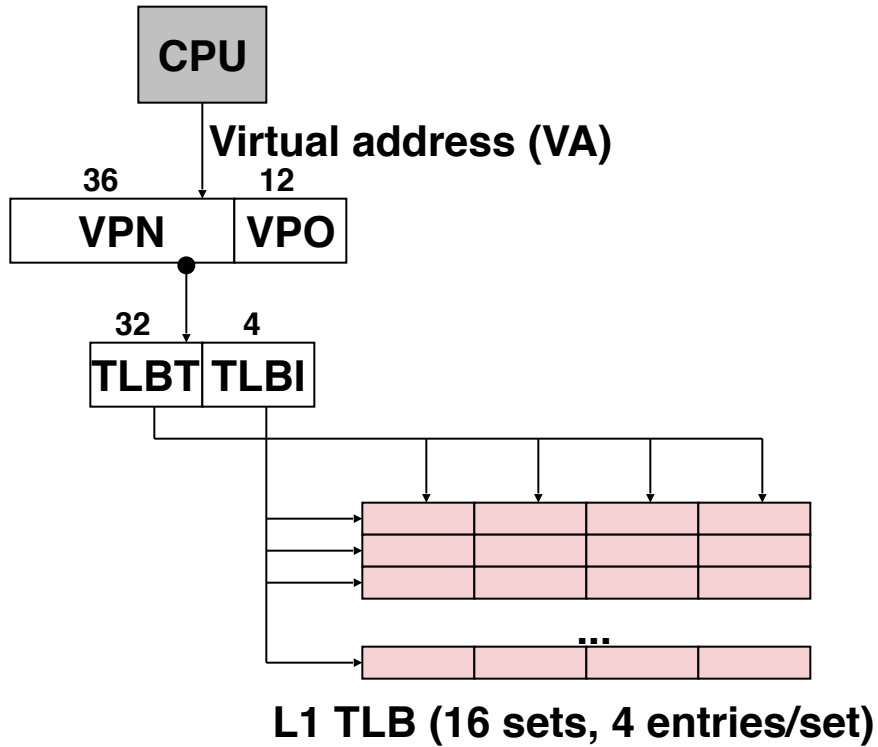 CPU
Virtual address (VA)
36 12
VPN VPO
32 4
TLBT TLBI
...
L1 TLB (16 sets, 4 entries/set)